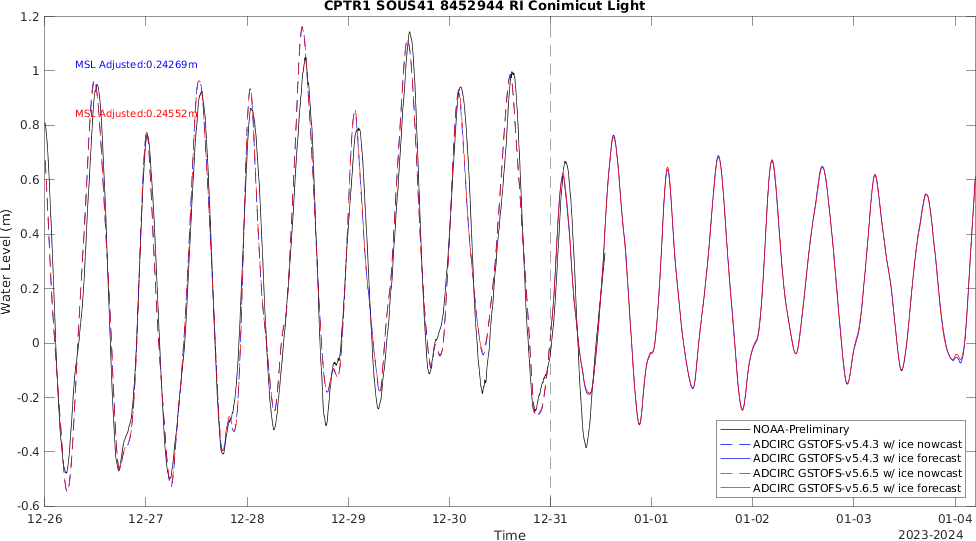 CPTR1 SOUS41 8452944 RI Conimicut Light
1.2
1
0.8
0.6
0.4
0.2
0
-0.2
-0.4
-0.6
Water Level (m)
MSL Adjusted:0.24269m
MSL Adjusted:0.24552m
NOAA-Preliminary
ADCIRC GSTOFS-v5.4.3 w/ ice nowcast
ADCIRC GSTOFS-v5.4.3 w/ ice forecast
ADCIRC GSTOFS-v5.6.5 w/ ice nowcast
ADCIRC GSTOFS-v5.6.5 w/ ice forecast
12-26 12-27 12-28 12-29 12-30 12-31 01-01 01-02 01-03 01-04
Time
2023-2024